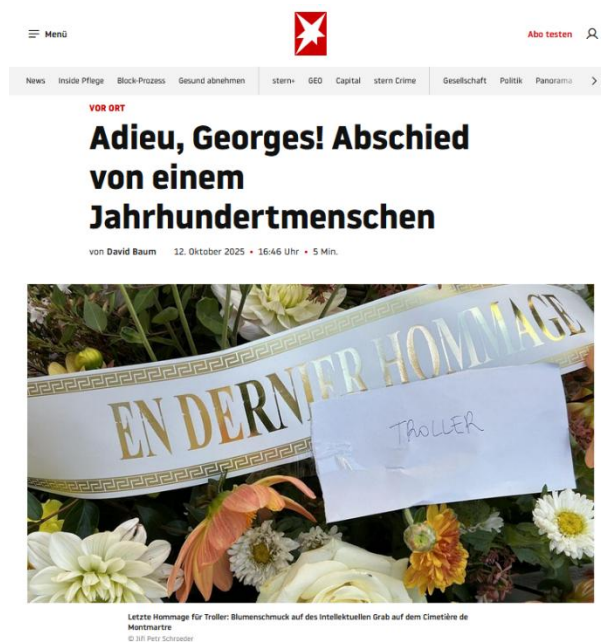 Menü
Abo testen
News Inside Pflege Block-Prozess Gesund abnehmen stern+ GEO Capital stern Crime Gesellschaft Politik Panorama
VOR ORT
Adieu, Georges! Abschied
von einem
Jahrhundertmenschen
von David Baum 12. Oktober 2025 • 16:46 Uhr • 5 Min.
EN DERNIER HOMMAGE
TROLLER
Letzte Hommage für Troller: Blumenschmuck auf des Intellektuellen Grab auf dem Cimetière de
Montmartre
© Jiří Petr Schroeder